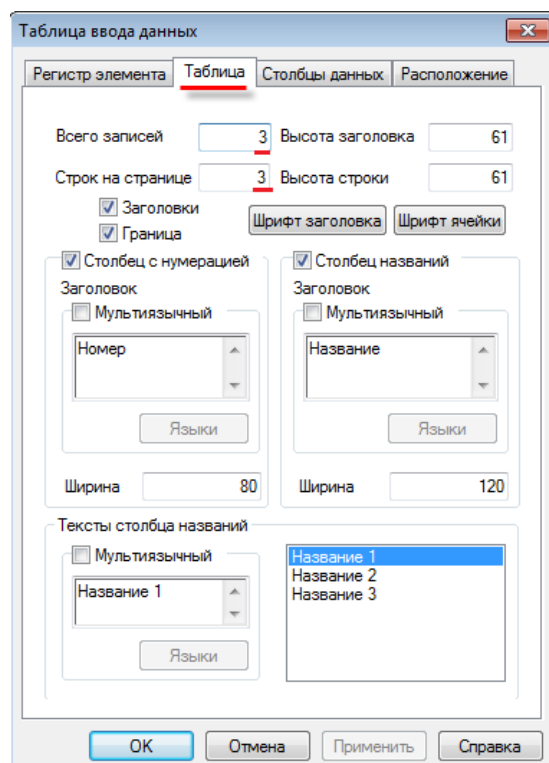 Таблица ввода данных
Регистр элемента Таблица Столбцы данных Расположение
Всего записей 3 Высота заголовка 61
Строк на странице 3 Высота строки 61
Заголовки
Граница
Шрифт заголовка Шрифт ячейки
Столбец с нумерацией Столбец названий
Заголовок Заголовок
Мультиязычный Мультиязычный
Номер Название
Языки Языки
Ширина 80 Ширина 120
Тексты столбца названий
Мультиязычный
Название 1
Языки
Название 1
Название 2
Название 3
OK Отмена Применить Справка